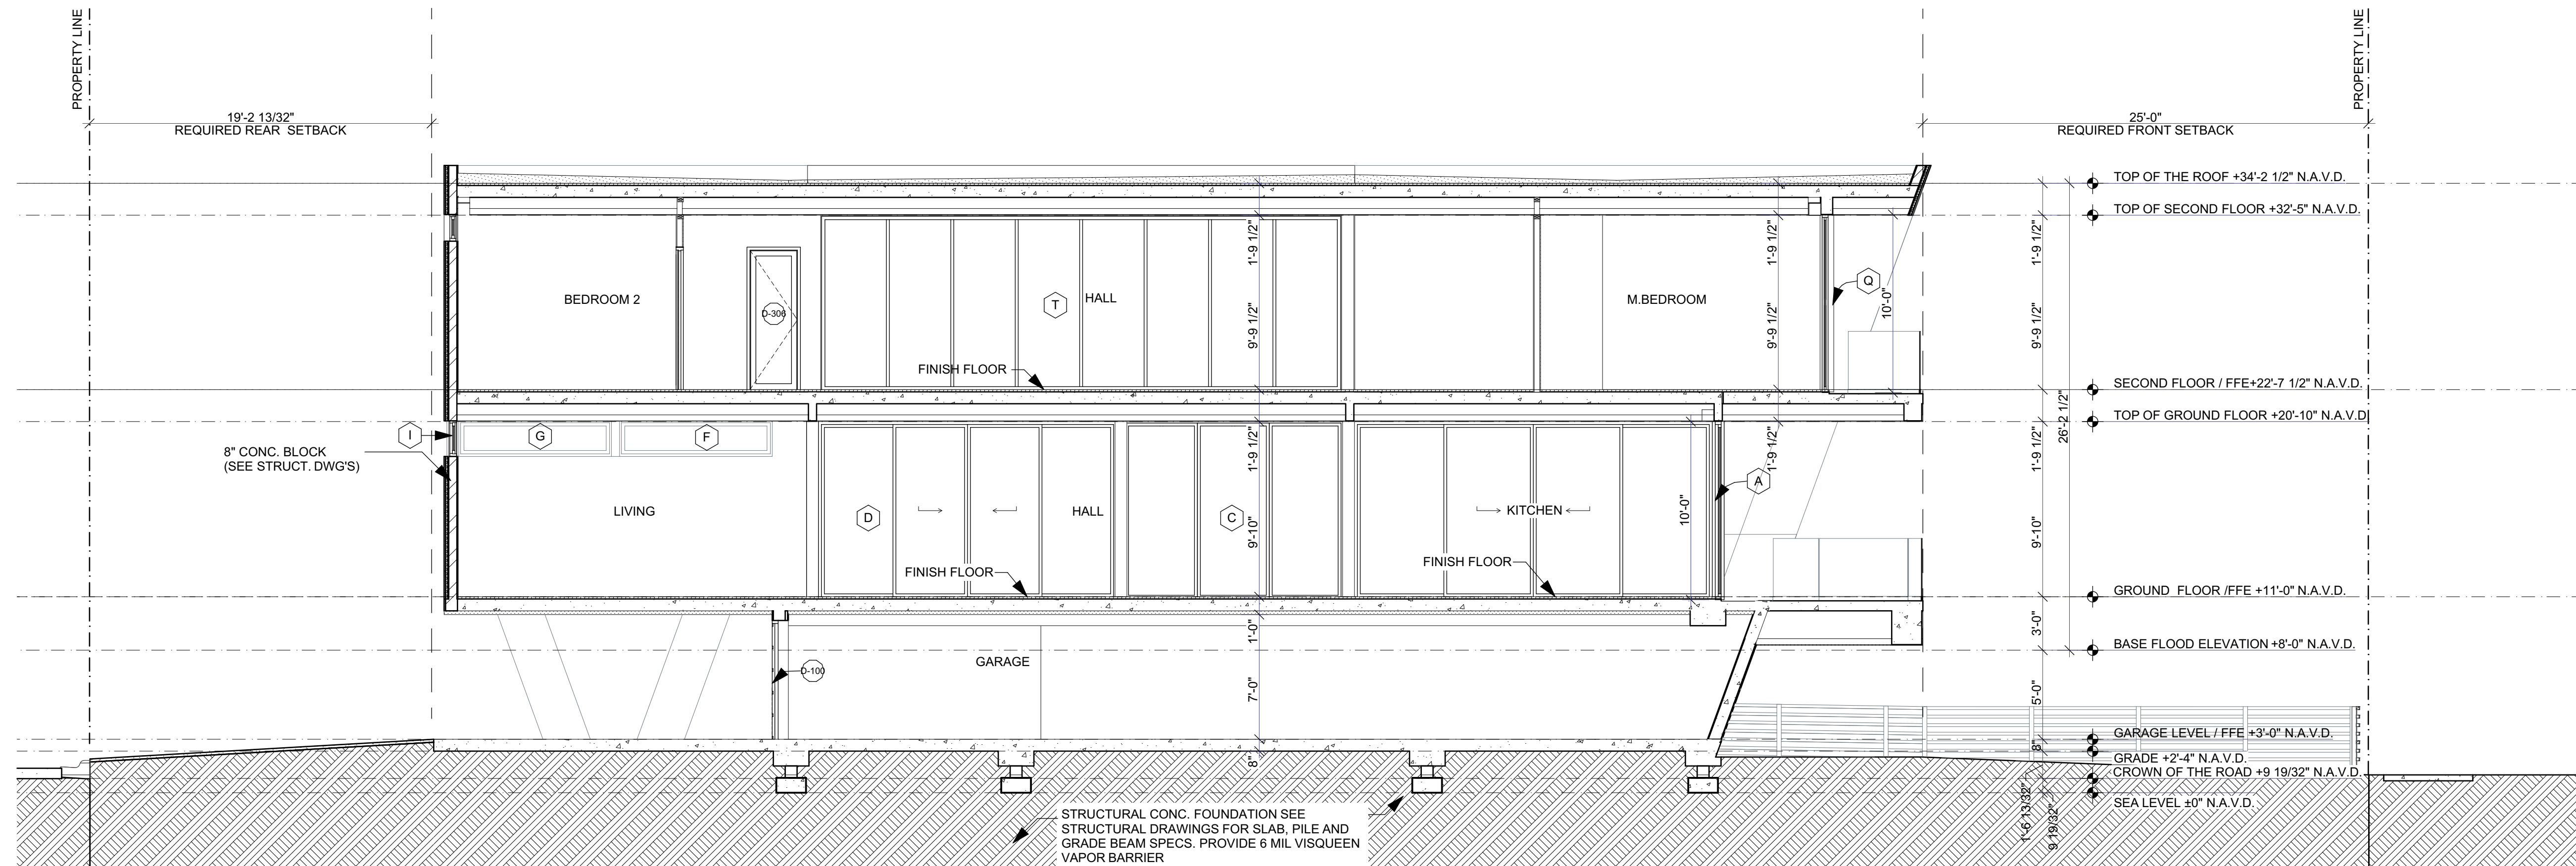 PROPERTY LINE
PROPERTY LINE
19'-2 13/32"
REQUIRED REAR SETBACK
25'-0"
REQUIRED FRONT SETBACK
TOP OF THE ROOF +34'-2 1/2" N.A.V.D.
TOP OF SECOND FLOOR +32'-5" N.A.V.D.
1'-9 1/2"
1'-9 1/2"
1'-9 1/2"
BEDROOM 2
D-306
T
HALL
M.BEDROOM
Q
10'-0"
9'-9 1/2"
9'-9 1/2"
9'-9 1/2"
FINISH FLOOR
SECOND FLOOR / FFE+22'-7 1/2" N.A.V.D.
TOP OF GROUND FLOOR +20'-10" N.A.V.D
26'-2 1/2"
I
G
F
8" CONC. BLOCK
(SEE STRUCT. DWG'S)
1'-9 1/2"
1'-9 1/2"
1'-9 1/2"
A
LIVING
D
HALL
C
KITCHEN
10'-0"
9'-10"
9'-10"
FINISH FLOOR
FINISH FLOOR
GROUND FLOOR /FFE +11'-0" N.A.V.D.
1'-0"
3'-0"
BASE FLOOD ELEVATION +8'-0" N.A.V.D.
GARAGE
D-100
7'-0"
5'-0"
GARAGE LEVEL / FFE +3'-0" N.A.V.D.
8"
8"
GRADE +2'-4" N.A.V.D.
CROWN OF THE ROAD +9 19/32" N.A.V.D.
SEA LEVEL ±0" N.A.V.D.
1'-6 13/32"
9 19/32"
STRUCTURAL CONC. FOUNDATION SEE
STRUCTURAL DRAWINGS FOR SLAB, PILE AND
GRADE BEAM SPECS. PROVIDE 6 MIL VISQUEEN
VAPOR BARRIER